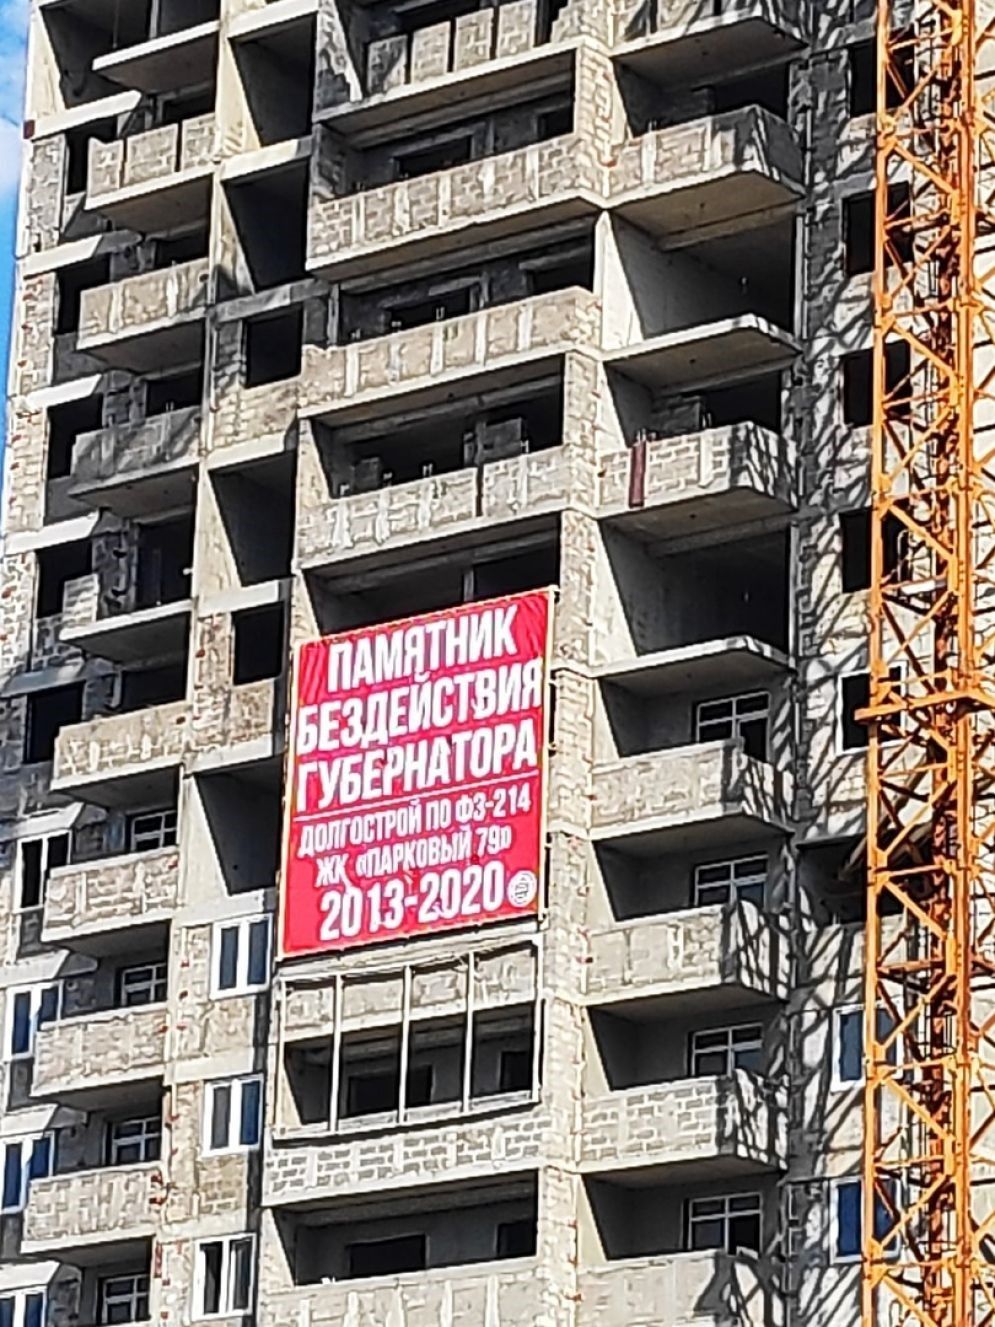 ПАМЯТНИК
БЕЗДЕЙСТВИЯ
ГУБЕРНАТОРА
ДОЛГОСТРОЙ ПО ФЗ-214
ЖК «ПАРКОВЫЙ 79»
2013-2020